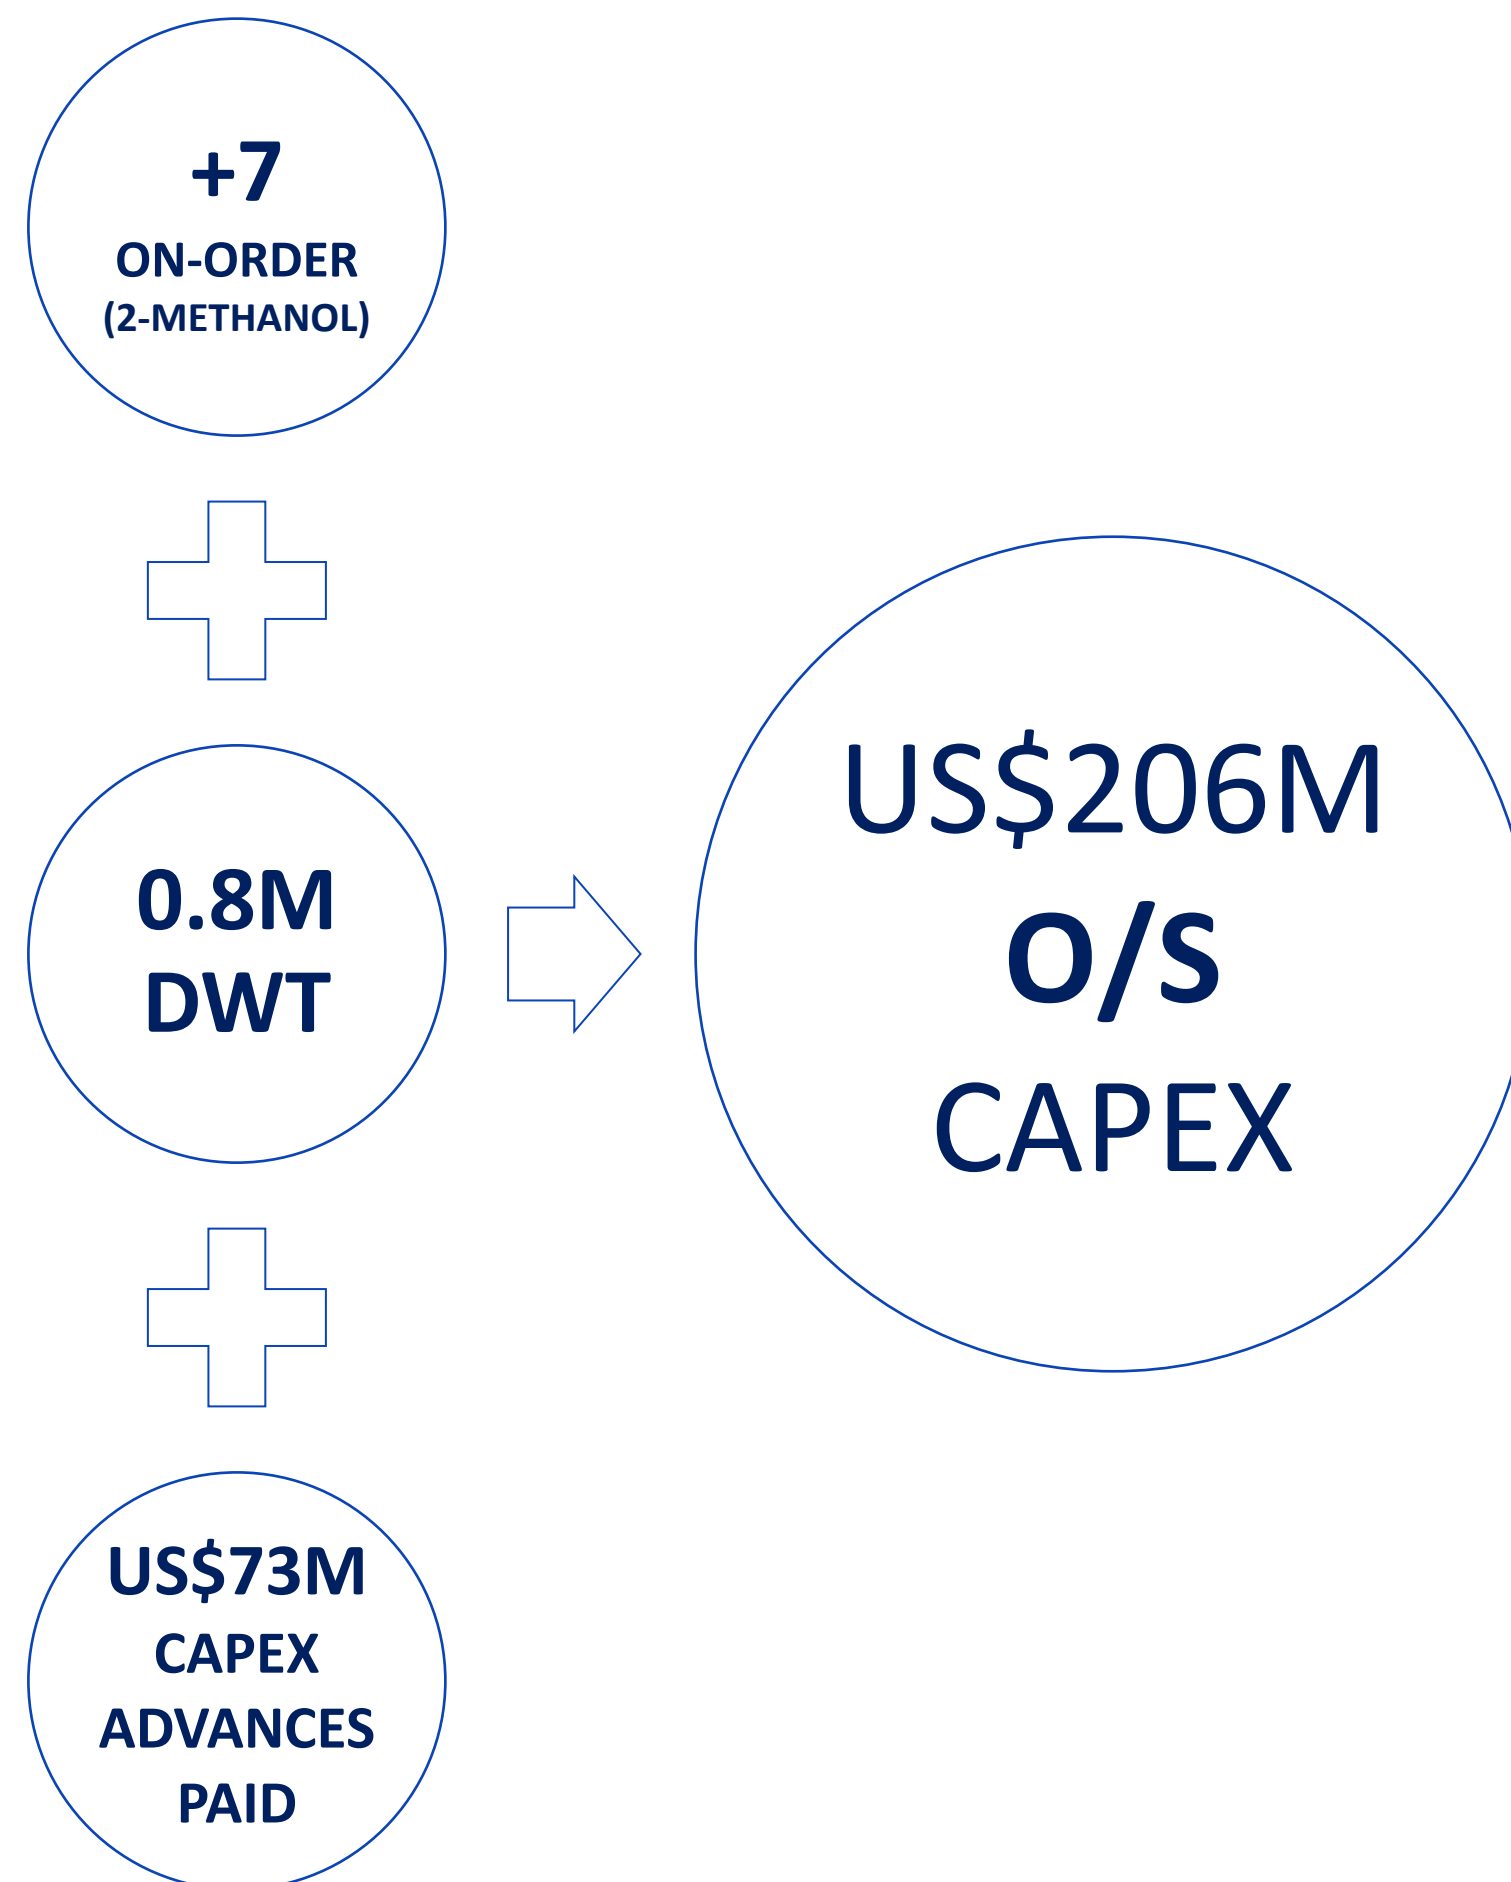 +7
ON-ORDER
(2-METHANOL)
0.8M
DWT
US$73M
CAPEX
ADVANCES
PAID
US$206M
O/S
CAPEX